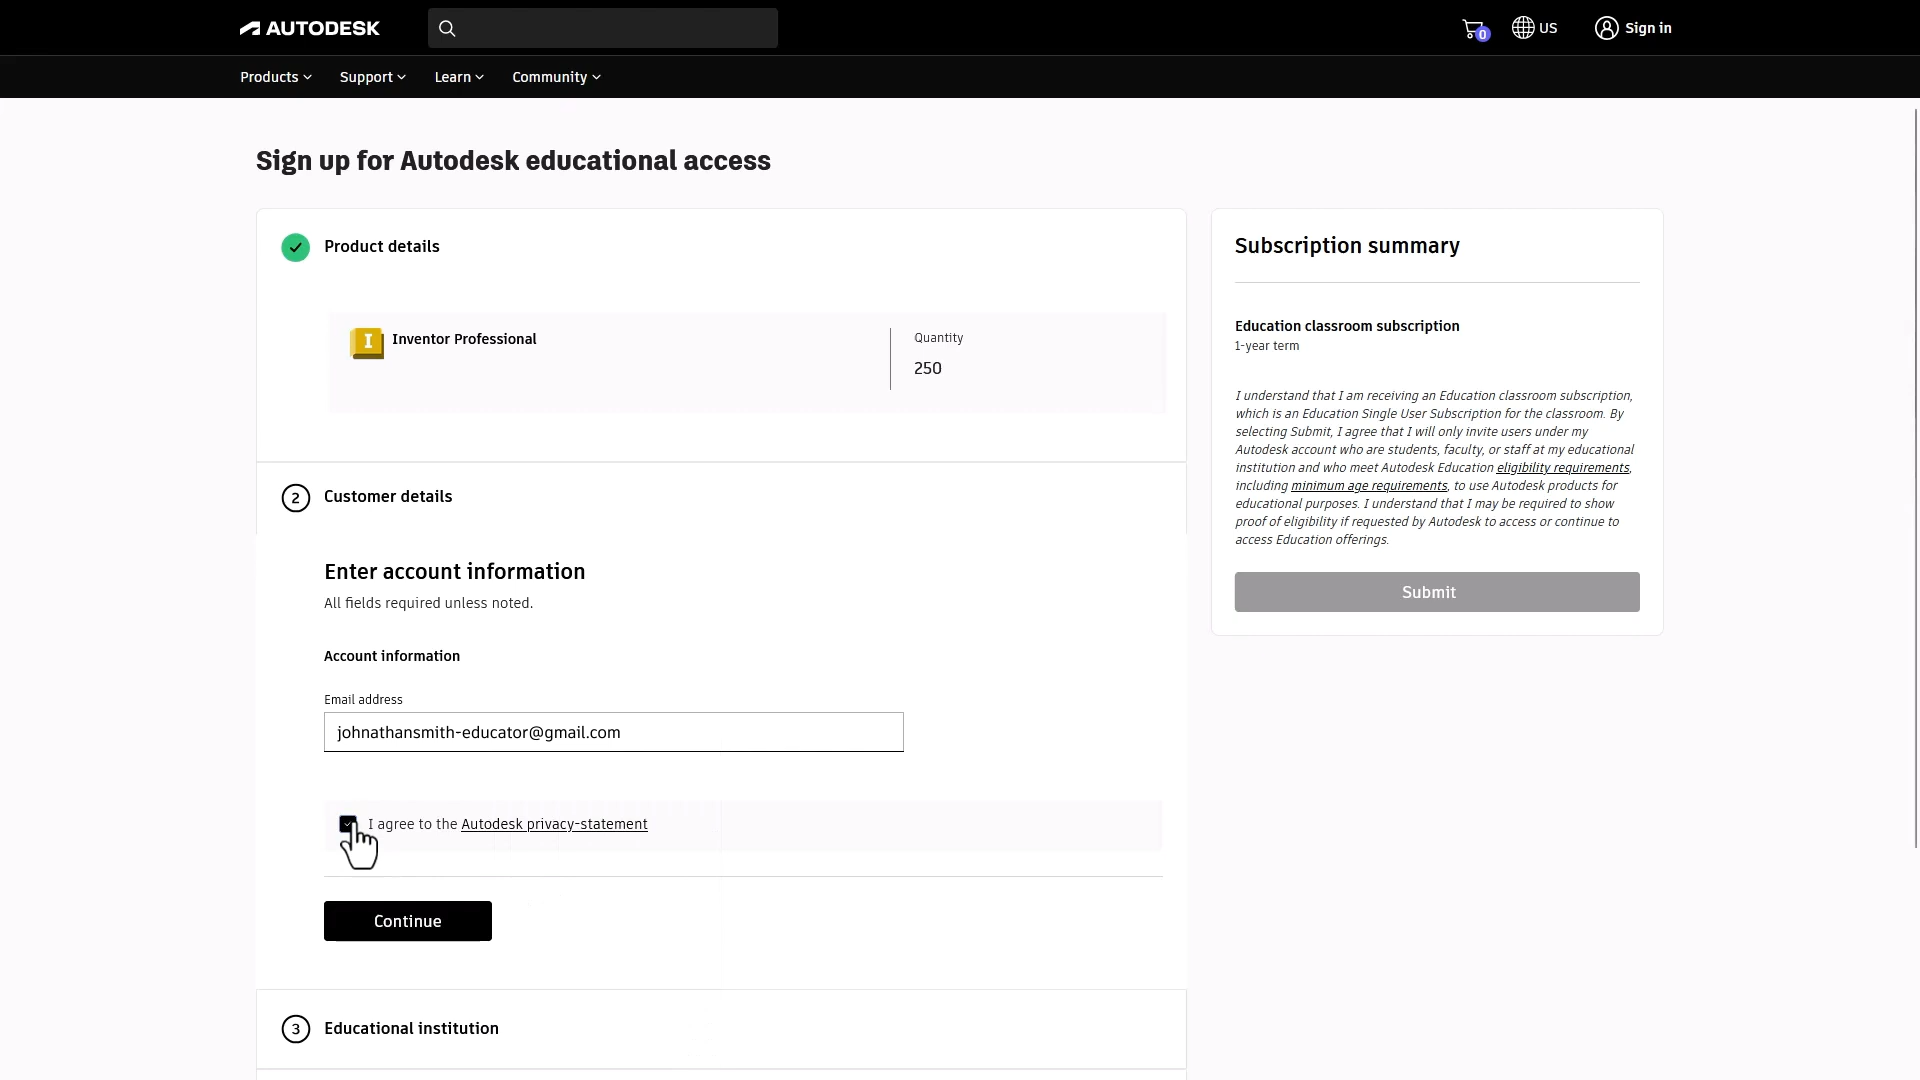 AUTODESK
0
US
Sign in
Products
Support
Learn
Community
Sign up for Autodesk educational access
Product details
I
Inventor Professional
Quantity
250
2
Customer details
Enter account information
All fields required unless noted.
Account information
Email address
johnathansmith-educator@gmail.com
I agree to the Autodesk privacy-statement
Continue
3
Educational institution
Subscription summary
Education classroom subscription
1-year term
I understand that I am receiving an Education classroom subscription,
which is an Education Single User Subscription for the classroom. By
selecting Submit, I agree that I will only invite users under my
Autodesk account who are students, faculty, or staff at my educational
institution and who meet Autodesk Education eligibility requirements,
including minimum age requirements, to use Autodesk products for
educational purposes. I understand that I may be required to show
proof of eligibility if requested by Autodesk to access or continue to
access Education offerings.
Submit